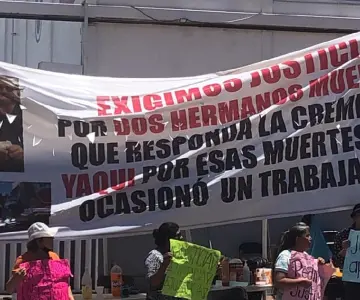 EXIGIMOS JUSTICI
POR DOS HERMANOS MUE
QUE RESPONDA LA CREM
YAQUI POR ESAS MUERTES
OCASIONÓ UN TRABAJA